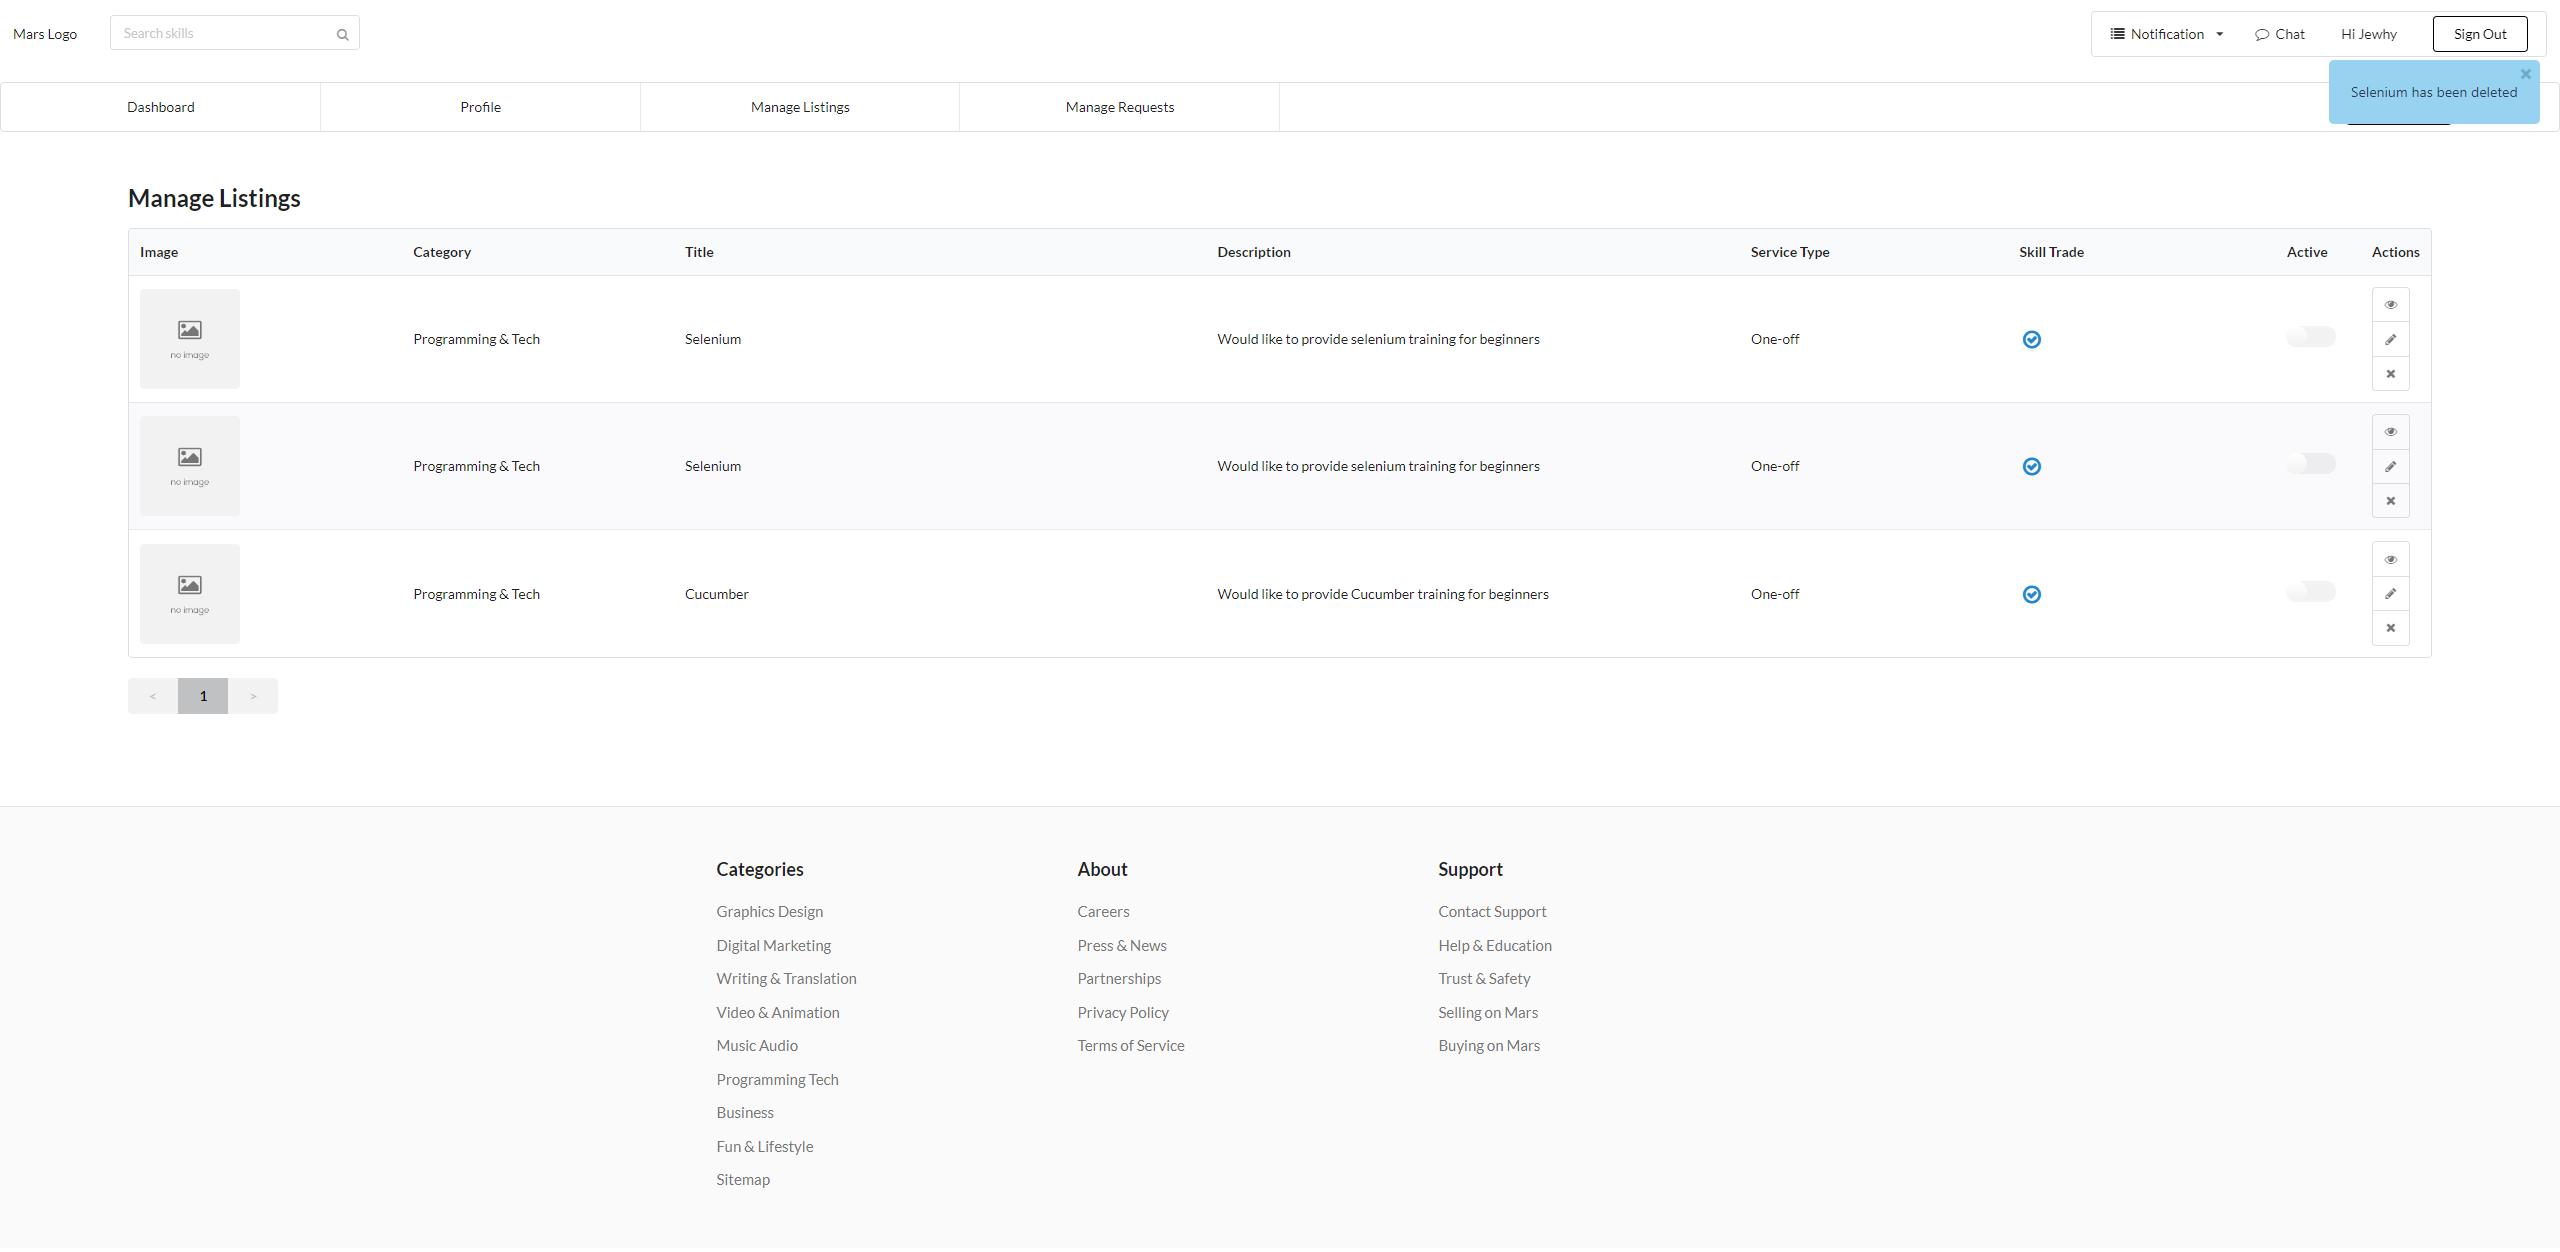 Mars Logo
Search skills
Notification
Chat
Hi Jewhy
Sign Out
Selenium has been deleted
Dashboard
Profile
Manage Listings
Manage Requests
Manage Listings
Image Category Title Description Service Type Skill Trade Active Actions
no image
Programming & Tech Selenium Would like to provide selenium training for beginners One-off
no image
Programming & Tech Selenium Would like to provide selenium training for beginners One-off
no image
Programming & Tech Cucumber Would like to provide Cucumber training for beginners One-off
< 1 >
Categories
Graphics Design
Digital Marketing
Writing & Translation
Video & Animation
Music Audio
Programming Tech
Business
Fun & Lifestyle
Sitemap
About
Careers
Press & News
Partnerships
Privacy Policy
Terms of Service
Support
Contact Support
Help & Education
Trust & Safety
Selling on Mars
Buying on Mars